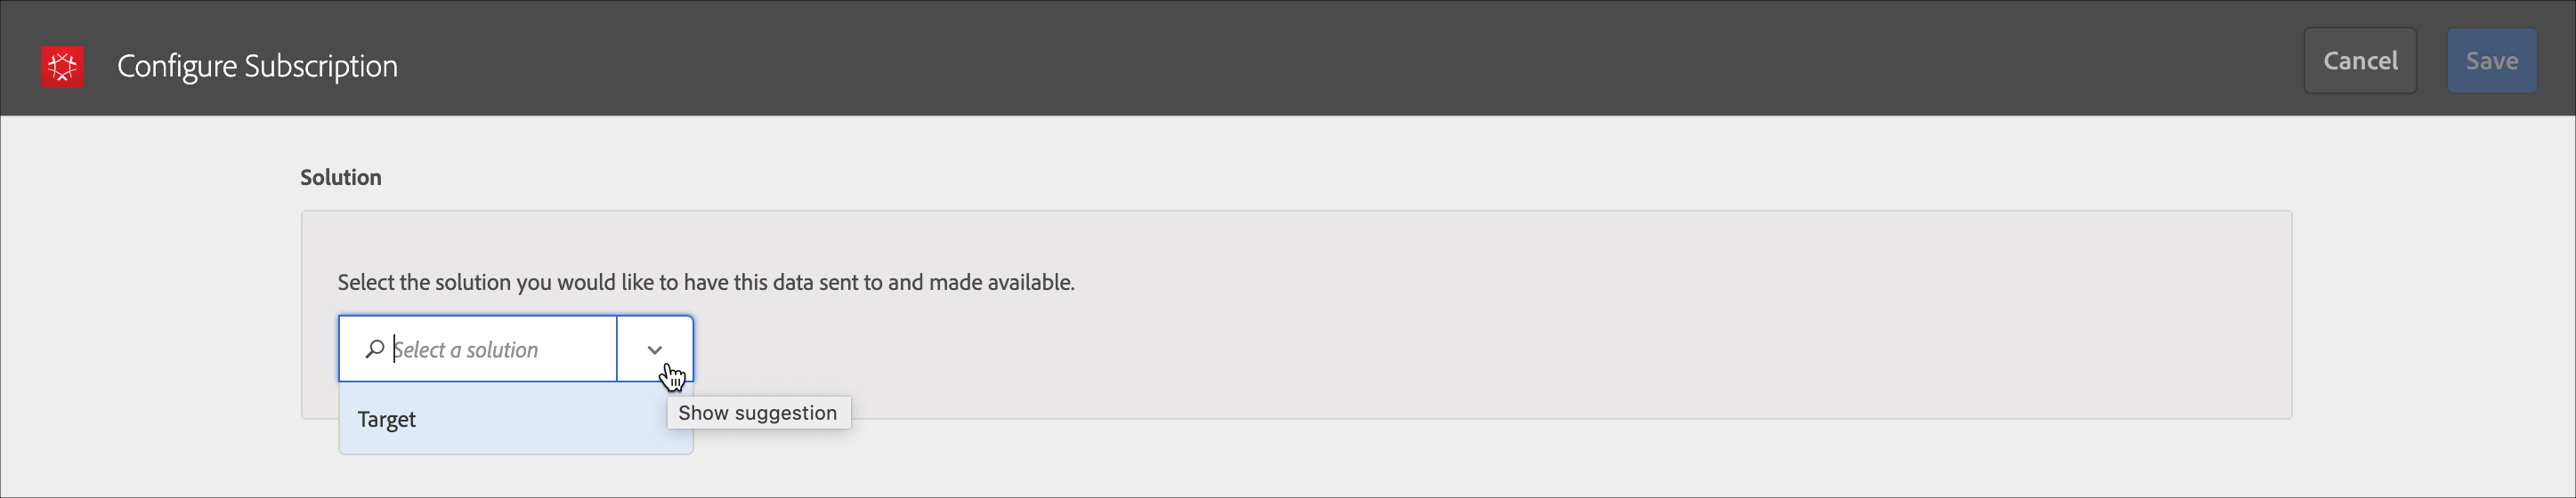 Configure Subscription
Cancel
Save
Solution
Select the solution you would like to have this data sent to and made available.
Select a solution
Show suggestion
Target